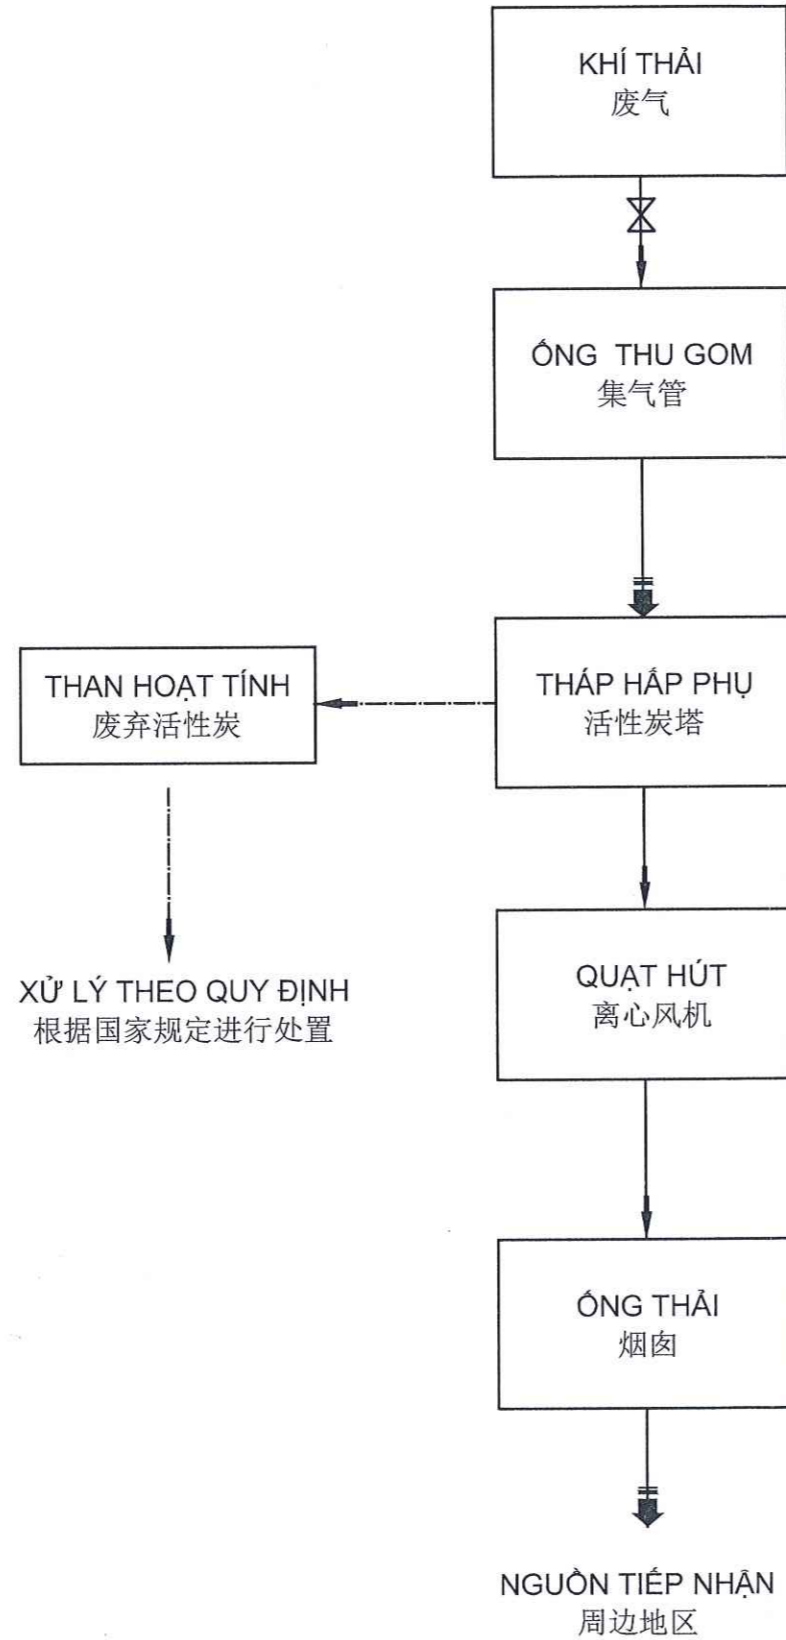 KHÍ THẢI
废气
ỐNG THU GOM
集气管
THÁP HẤP PHỤ
活性炭塔
THAN HOẠT TÍNH
废弃活性炭
XỬ LÝ THEO QUY ĐỊNH
根据国家规定进行处置
QUẠT HÚT
离心风机
ỐNG THẢI
烟囱
NGUỒN TIẾP NHẬN
周边地区